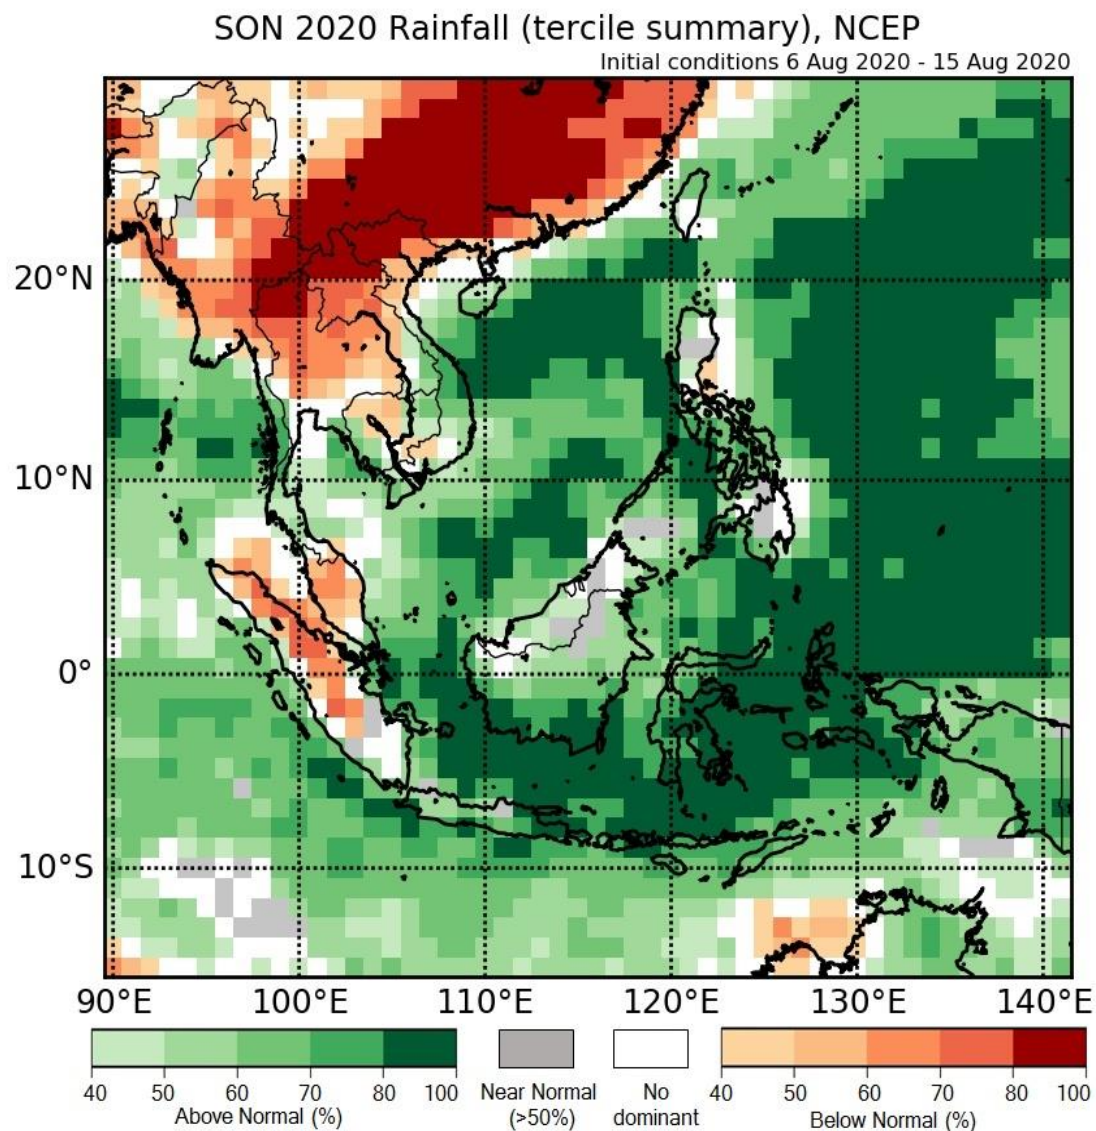 SON 2020 Rainfall (tercile summary), NCEP
Initial conditions 6 Aug 2020 - 15 Aug 2020
20°N
10°N
0°
10°S
90°E 100°E 110°E 120°E 130°E 140°E
40 50 60 70 80 100
Above Normal (%)
Near Normal
(>50%)
No
dominant
40 50 60 70 80 100
Below Normal (%)